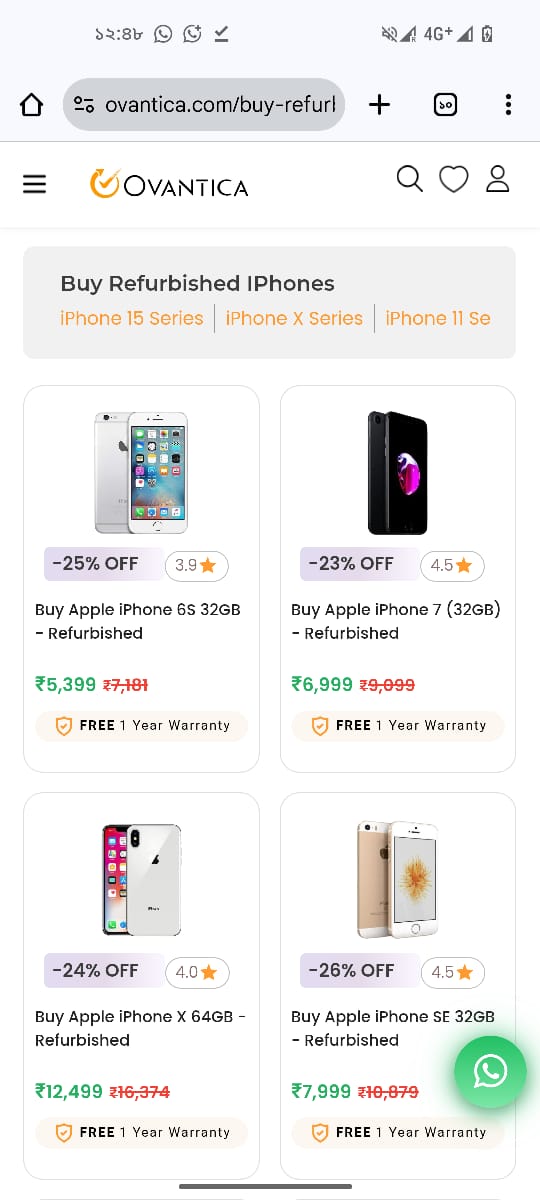 ১২:৪৮
4G+
ovantica.com/buy-refur
১০
OVANTICA
Buy Refurbished IPhones
iPhone 15 Series
iPhone X Series
iPhone 11 Se
-25% OFF
3.9
Buy Apple iPhone 6S 32GB
- Refurbished
₹5,399 ₹7,181
FREE 1 Year Warranty
-23% OFF
4.5
Buy Apple iPhone 7 (32GB)
- Refurbished
₹6,999 ₹9,099
FREE 1 Year Warranty
-24% OFF
4.0
Buy Apple iPhone X 64GB -
Refurbished
₹12,499 ₹16,374
FREE 1 Year Warranty
-26% OFF
4.5
Buy Apple iPhone SE 32GB
- Refurbished
₹7,999 ₹10,879
FREE 1 Year Warranty